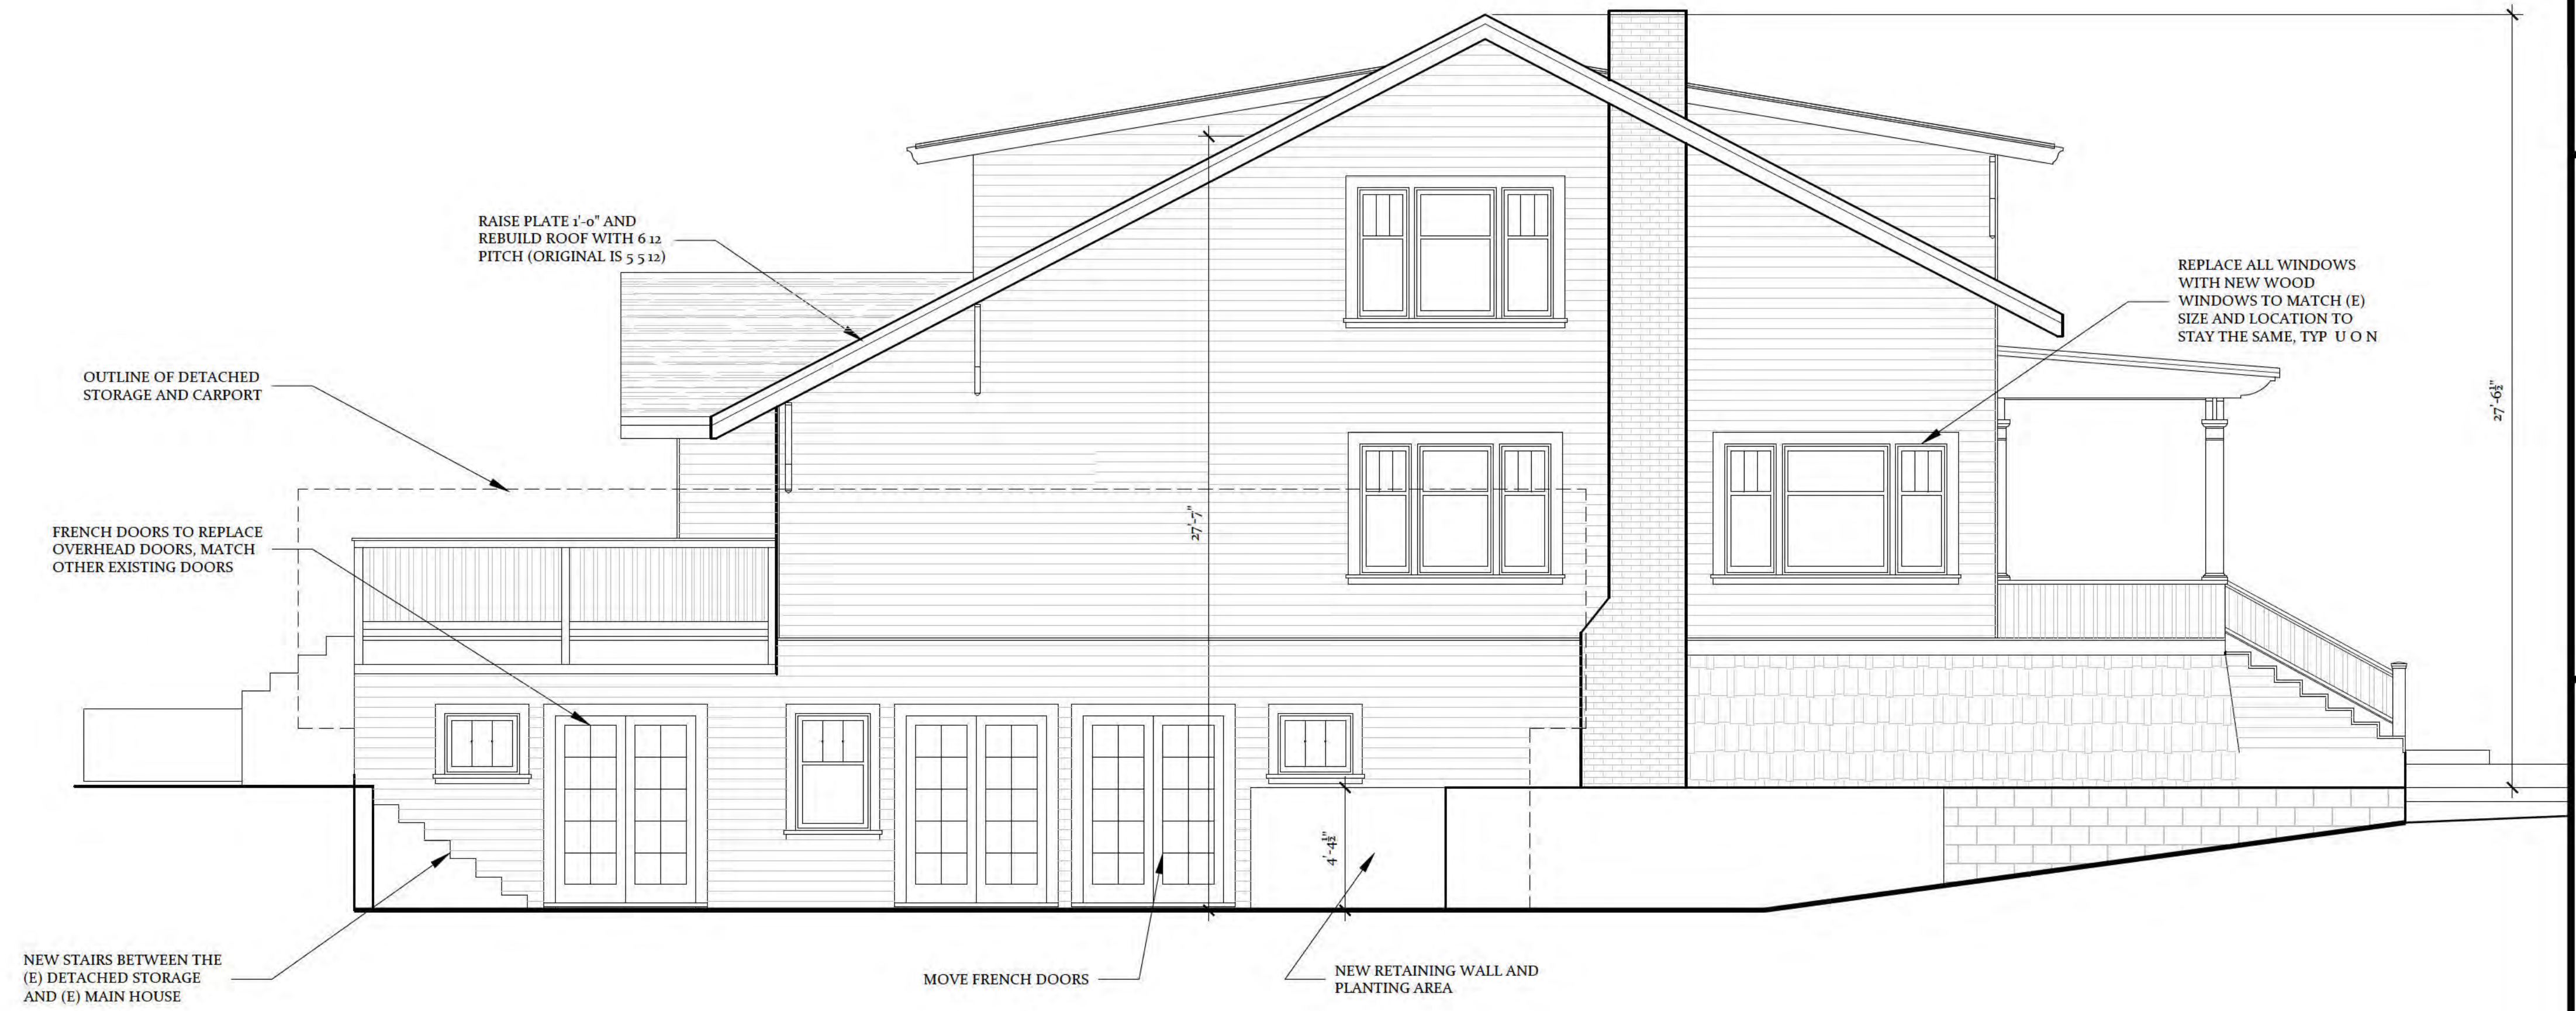 RAISE PLATE 1'-0" AND
REBUILD ROOF WITH 6 12
PITCH (ORIGINAL IS 5 5 12)
REPLACE ALL WINDOWS
WITH NEW WOOD
WINDOWS TO MATCH (E)
SIZE AND LOCATION TO
STAY THE SAME, TYP U O N
OUTLINE OF DETACHED
STORAGE AND CARPORT
27'-6½"
27'-7"
FRENCH DOORS TO REPLACE
OVERHEAD DOORS, MATCH
OTHER EXISTING DOORS
4'-4½"
NEW STAIRS BETWEEN THE
(E) DETACHED STORAGE
AND (E) MAIN HOUSE
MOVE FRENCH DOORS
NEW RETAINING WALL AND
PLANTING AREA